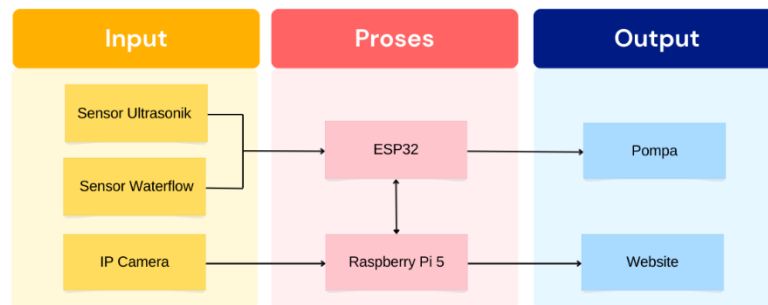 Input
Proses
Output
Sensor Ultrasonik
Sensor Waterflow
IP Camera
ESP32
Raspberry Pi 5
Pompa
Website